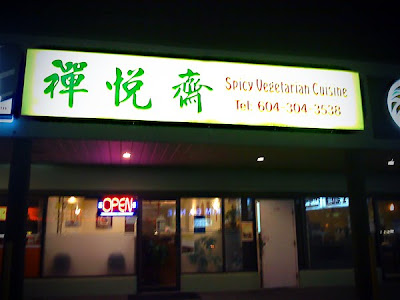 禪悅齋
Spicy Vegetarian Cuisine
Tel: 604-304-3538
OPEN